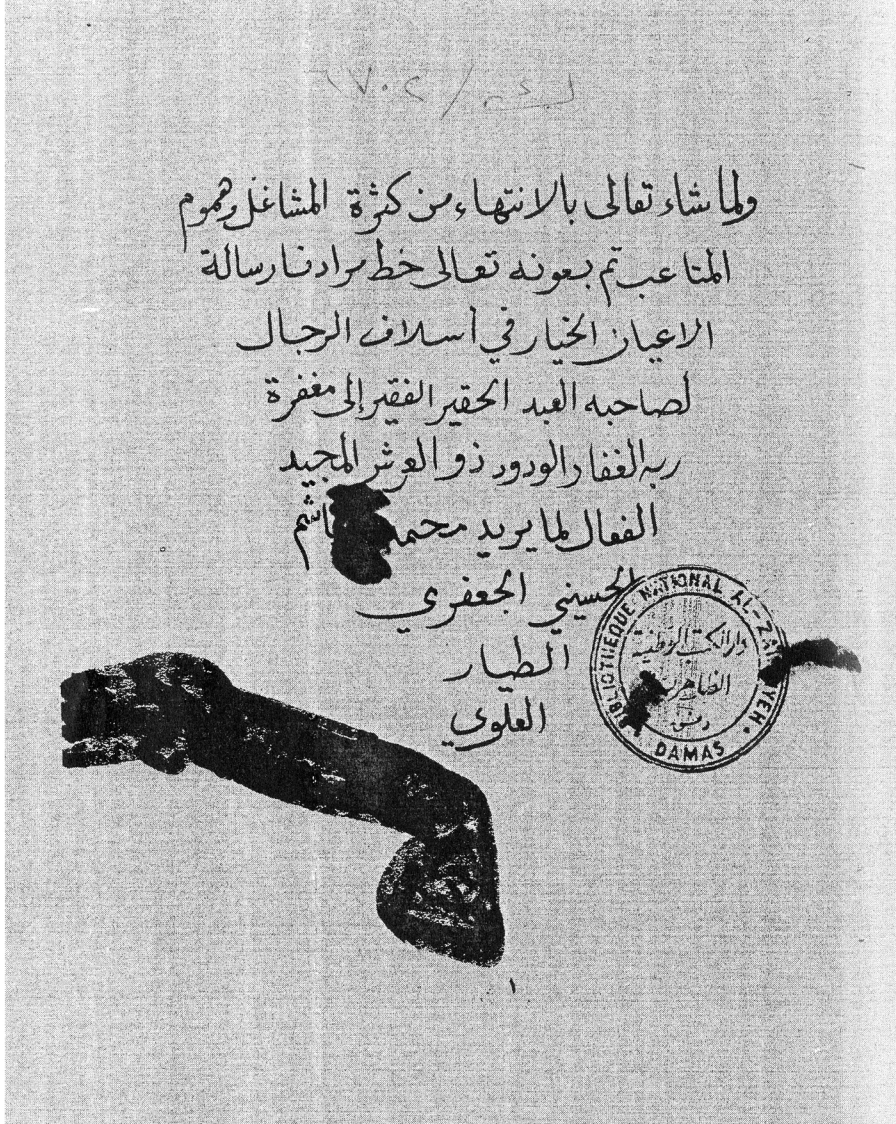 ١٧٠٢ /
ولما شاء تعالى بالانتهاء من كثرة المشاغل وهموم
المتاعب تم بعونه تعالى خط مرادنا رسالة
الاعيان الخيار في أسلاف الرجال
لصاحبه العبد الحقير الفقير إلى مغفرة
ربه الغفار الودود ذو العرش المجيد
الفعال لما يريد محمد
الحسيني الجعفري
الطيار
العلوي
BIBLIOTHEQUE NATIONAL AL-ZAHIRIYEH
دار الكتب الوطنية
الظاهرية
دمشق
DAMAS
١